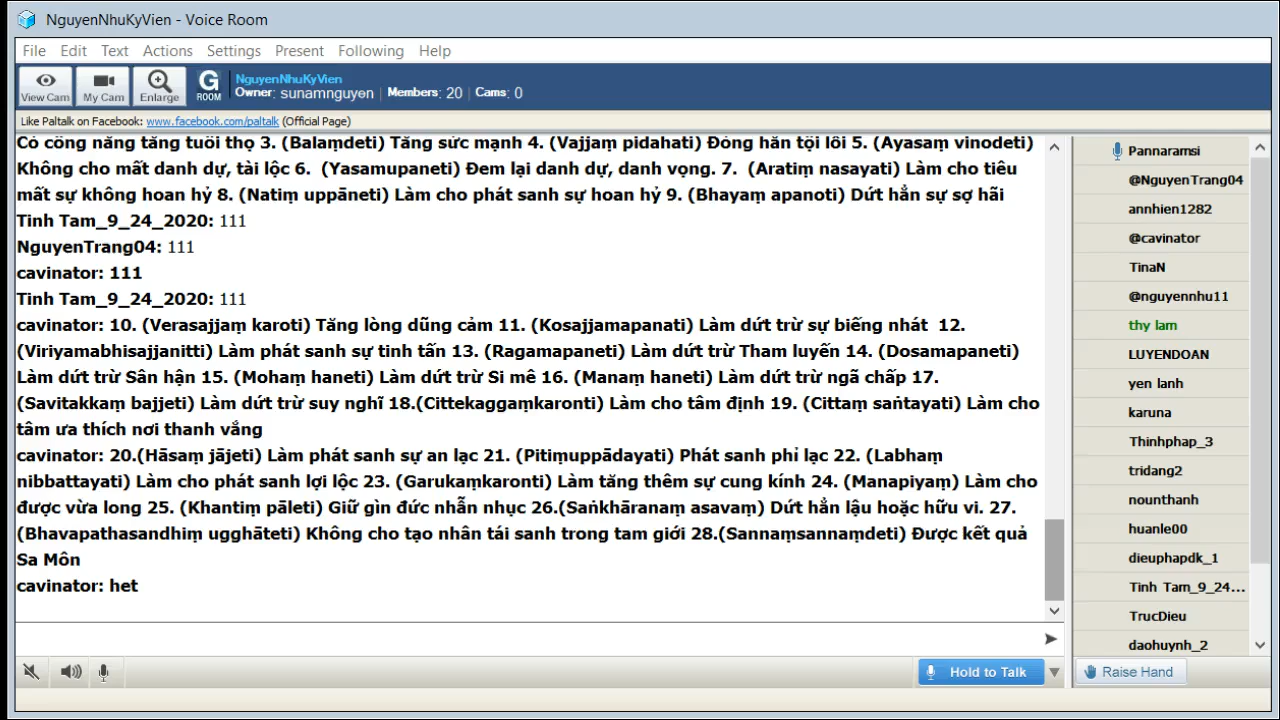 NguyenNhuKyVien - Voice Room
File Edit Text Actions Settings Present Following Help
View Cam My Cam Enlarge G ROOM
NguyenNhuKyVien
Owner: sunamnguyen | Members: 20 | Cams: 0
Like Paltalk on Facebook: www.facebook.com/paltalk (Official Page)
Có công năng tăng tuổi thọ 3. (Balaṃdeti) Tăng sức mạnh 4. (Vajjaṃ pidahati) Đóng hẳn tội lỗi 5. (Ayasaṃ vinodeti)
Không cho mất danh dự, tài lộc 6. (Yasamupaneti) Đem lại danh dự, danh vọng. 7. (Aratiṃ nasayati) Làm cho tiêu
mất sự không hoan hỷ 8. (Natiṃ uppāneti) Làm cho phát sanh sự hoan hỷ 9. (Bhayaṃ apanoti) Dứt hẳn sự sợ hãi
Tinh Tam_9_24_2020: 111
NguyenTrang04: 111
cavinator: 111
Tinh Tam_9_24_2020: 111
cavinator: 10. (Verasajjaṃ karoti) Tăng lòng dũng cảm 11. (Kosajjamapanati) Làm dứt trừ sự biếng nhát 12.
(Viriyamabhisajjanitti) Làm phát sanh sự tinh tấn 13. (Ragamapaneti) Làm dứt trừ Tham luyến 14. (Dosamapaneti)
Làm dứt trừ Sân hận 15. (Mohaṃ haneti) Làm dứt trừ Si mê 16. (Manaṃ haneti) Làm dứt trừ ngã chấp 17.
(Savitakkaṃ bajjeti) Làm dứt trừ suy nghĩ 18.(Cittekaggaṃkaronti) Làm cho tâm định 19. (Cittaṃ saṅtayati) Làm cho
tâm ưa thích nơi thanh vắng
cavinator: 20.(Hāsaṃ jājeti) Làm phát sanh sự an lạc 21. (Pitiṃuppādayati) Phát sanh phỉ lạc 22. (Labhaṃ
nibbattayati) Làm cho phát sanh lợi lộc 23. (Garukaṃkaronti) Làm tăng thêm sự cung kính 24. (Manapiyaṃ) Làm cho
được vừa long 25. (Khantiṃ pāleti) Giữ gìn đức nhẫn nhục 26.(Saṅkhāranaṃ asavaṃ) Dứt hẳn lậu hoặc hữu vi. 27.
(Bhavapathasandhiṃ ugghāteti) Không cho tạo nhân tái sanh trong tam giới 28.(Sannaṃsannaṃdeti) Được kết quả
Sa Môn
cavinator: het
Pannaramsi
@NguyenTrang04
annhien1282
@cavinator
TinaN
@nguyennhu11
thy lam
LUYENDOAN
yen lanh
karuna
Thinhphap_3
tridang2
nounthanh
huanle00
dieuphapdk_1
Tinh Tam_9_24...
TrucDieu
daohuynh_2
Hold to Talk
Raise Hand